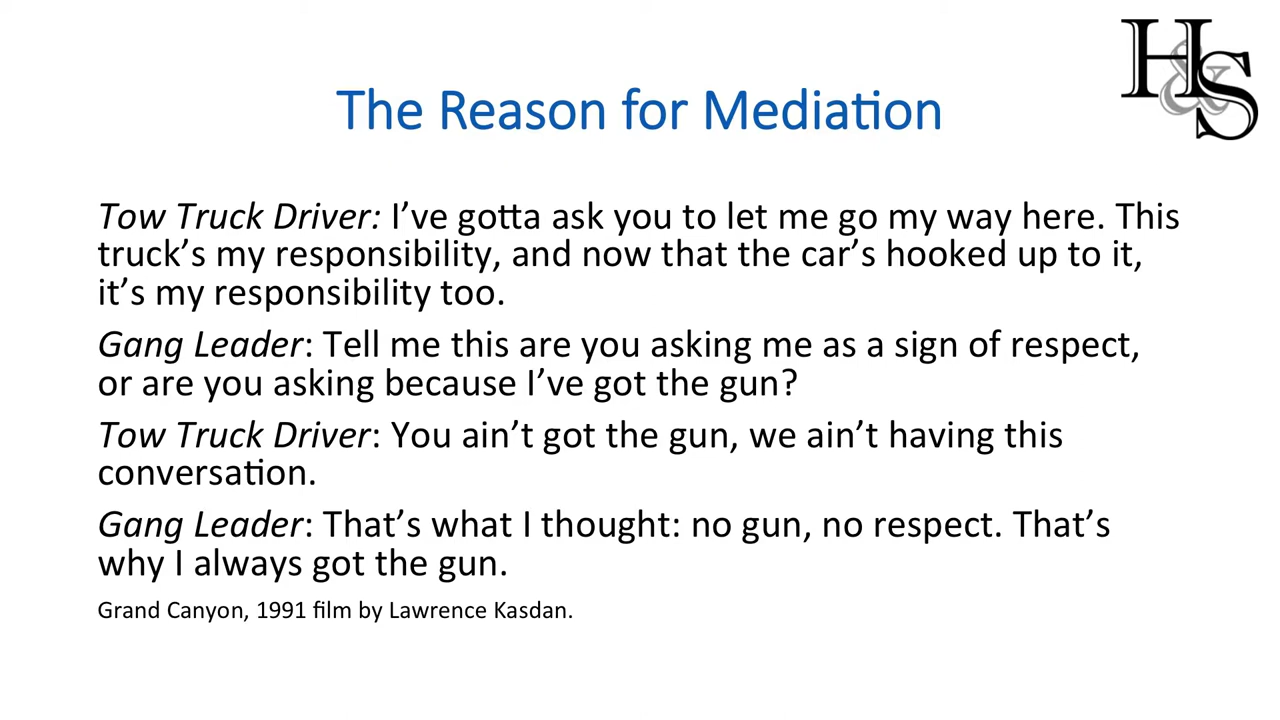 H&S
The Reason for Mediation
Tow Truck Driver: I’ve gotta ask you to let me go my way here. This
truck’s my responsibility, and now that the car’s hooked up to it,
it’s my responsibility too.
Gang Leader: Tell me this are you asking me as a sign of respect,
or are you asking because I’ve got the gun?
Tow Truck Driver: You ain’t got the gun, we ain’t having this
conversation.
Gang Leader: That’s what I thought: no gun, no respect. That’s
why I always got the gun.
Grand Canyon, 1991 film by Lawrence Kasdan.